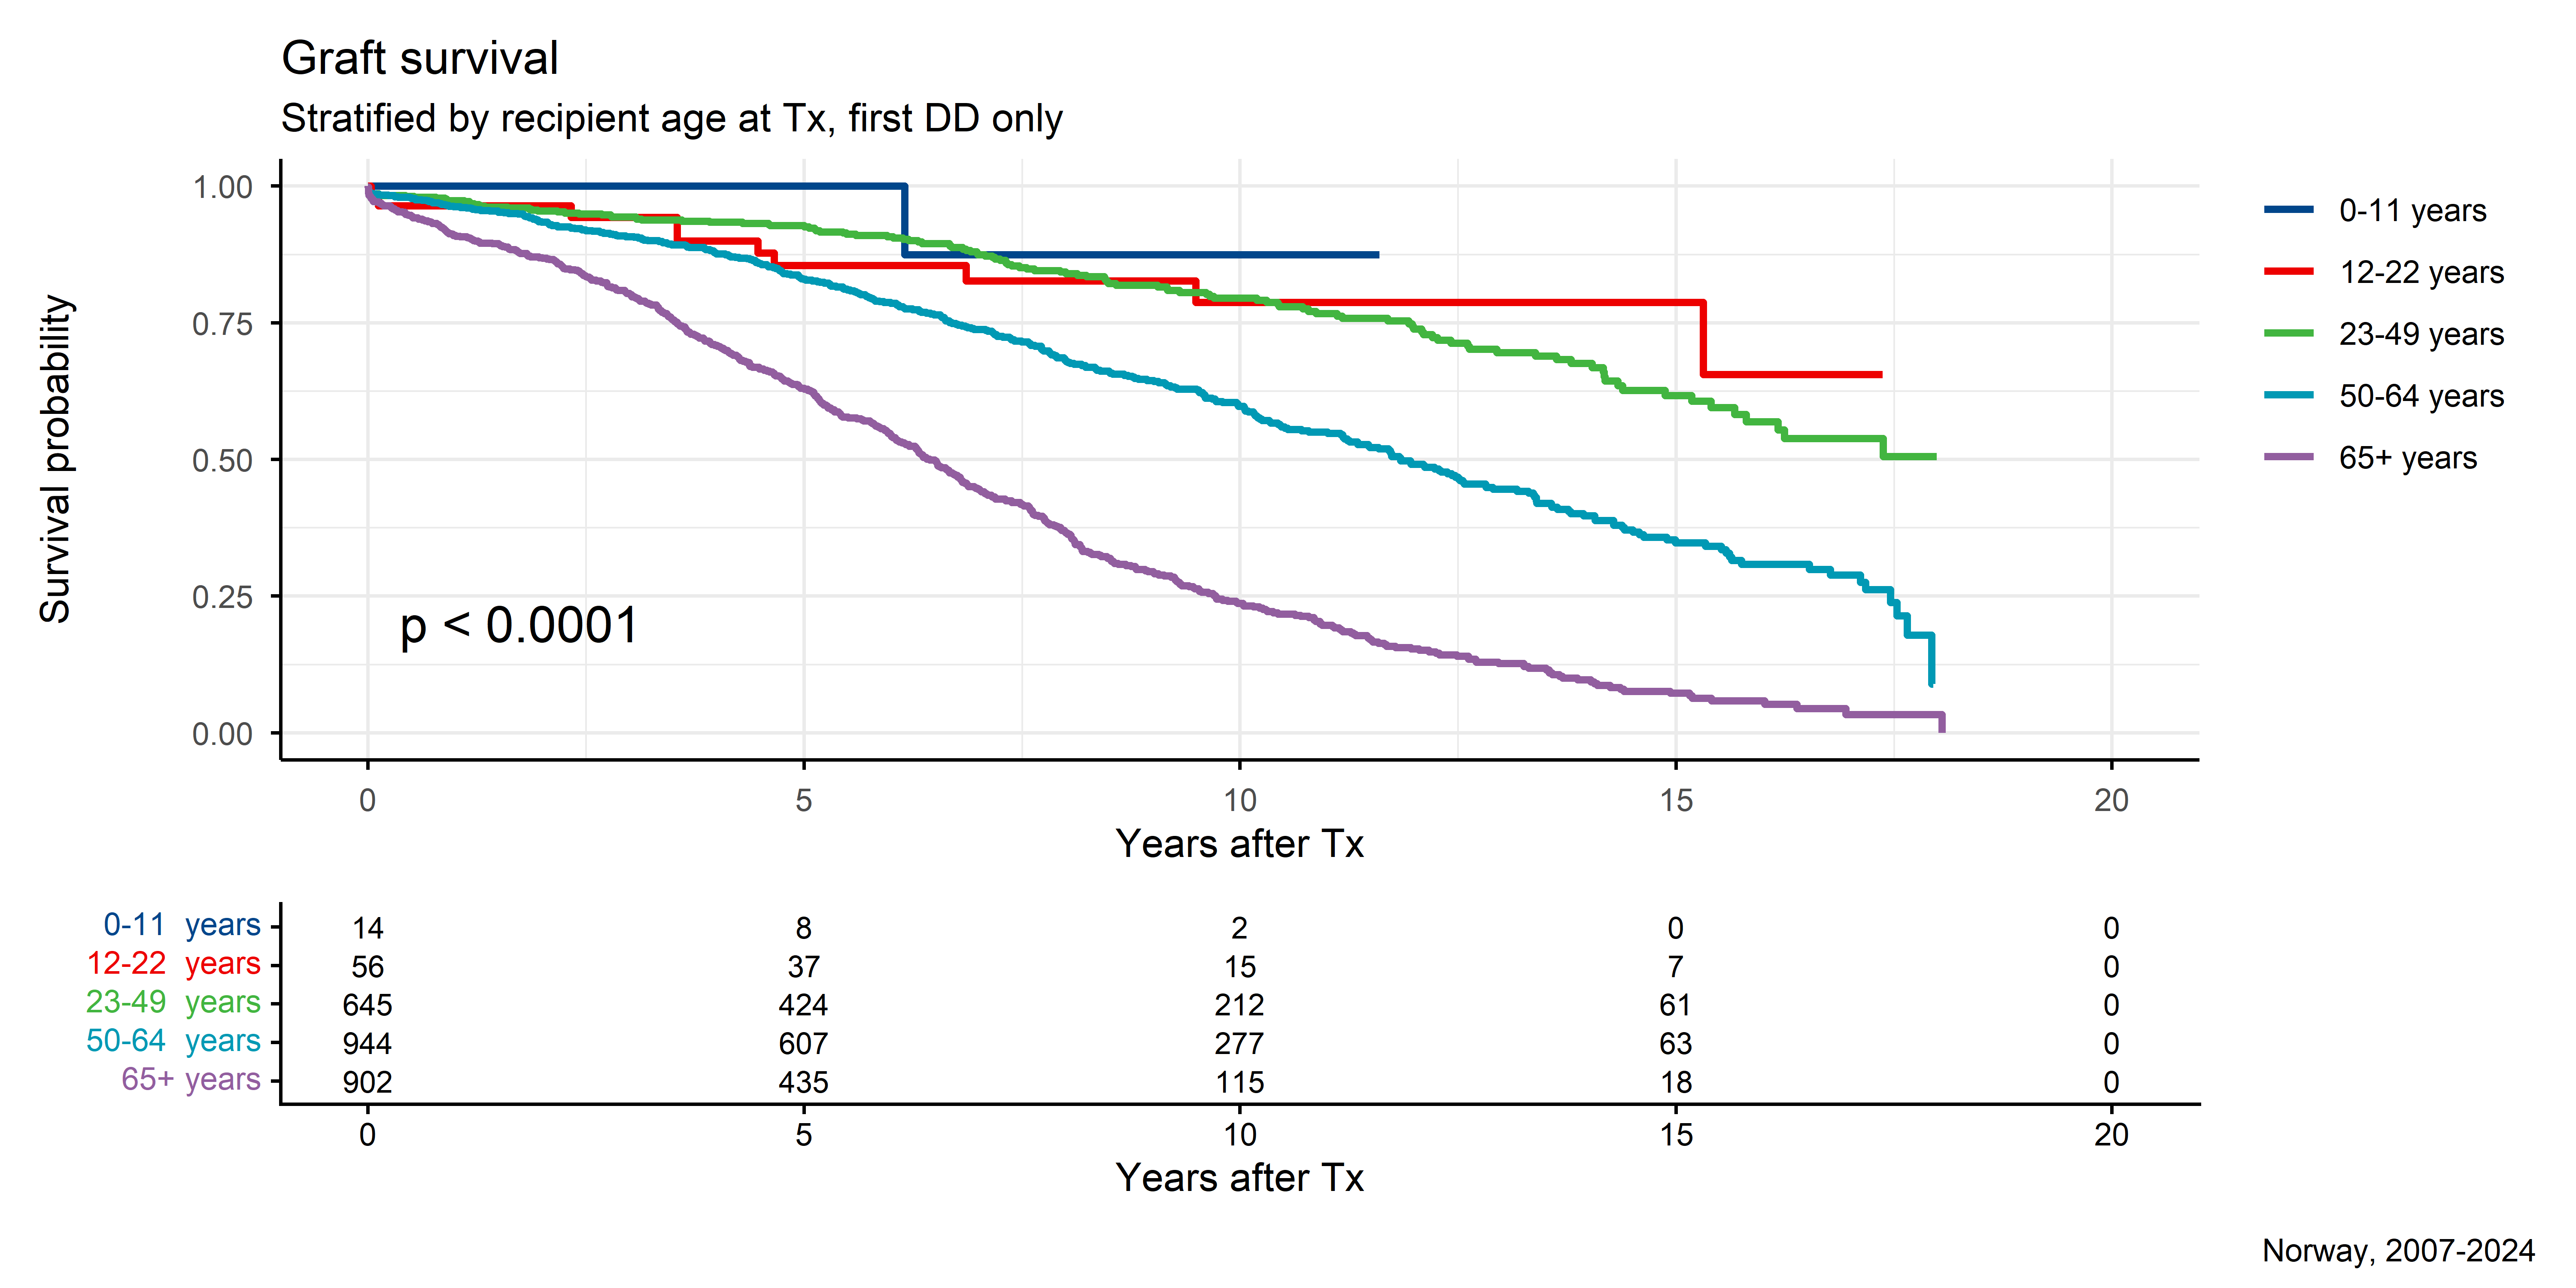 Graft survival
Stratified by recipient age at Tx, first DD only
Survival probability
1.00
0.75
0.50
0.25
0.00
p < 0.0001
0 5 10 15 20
Years after Tx
0-11 years
12-22 years
23-49 years
50-64 years
65+ years
0-11 years 14 8 2 0 0
12-22 years 56 37 15 7 0
23-49 years 645 424 212 61 0
50-64 years 944 607 277 63 0
65+ years 902 435 115 18 0
0 5 10 15 20
Years after Tx
Norway, 2007-2024